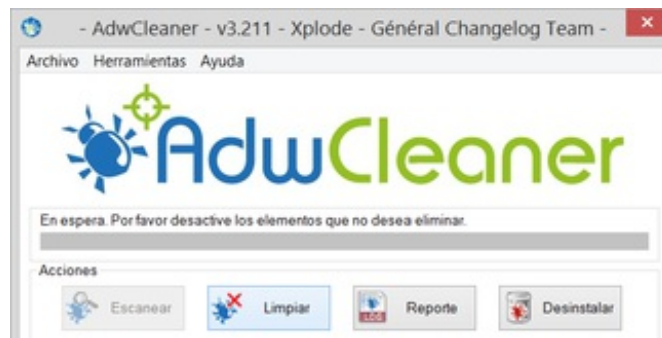 - AdwCleaner - v3.211 - Xplode - Général Changelog Team -
Archivo Herramientas Ayuda
AdwCleaner
En espera. Por favor desactive los elementos que no desea eliminar.
Acciones
Escanear Limpiar LOG Reporte Desinstalar